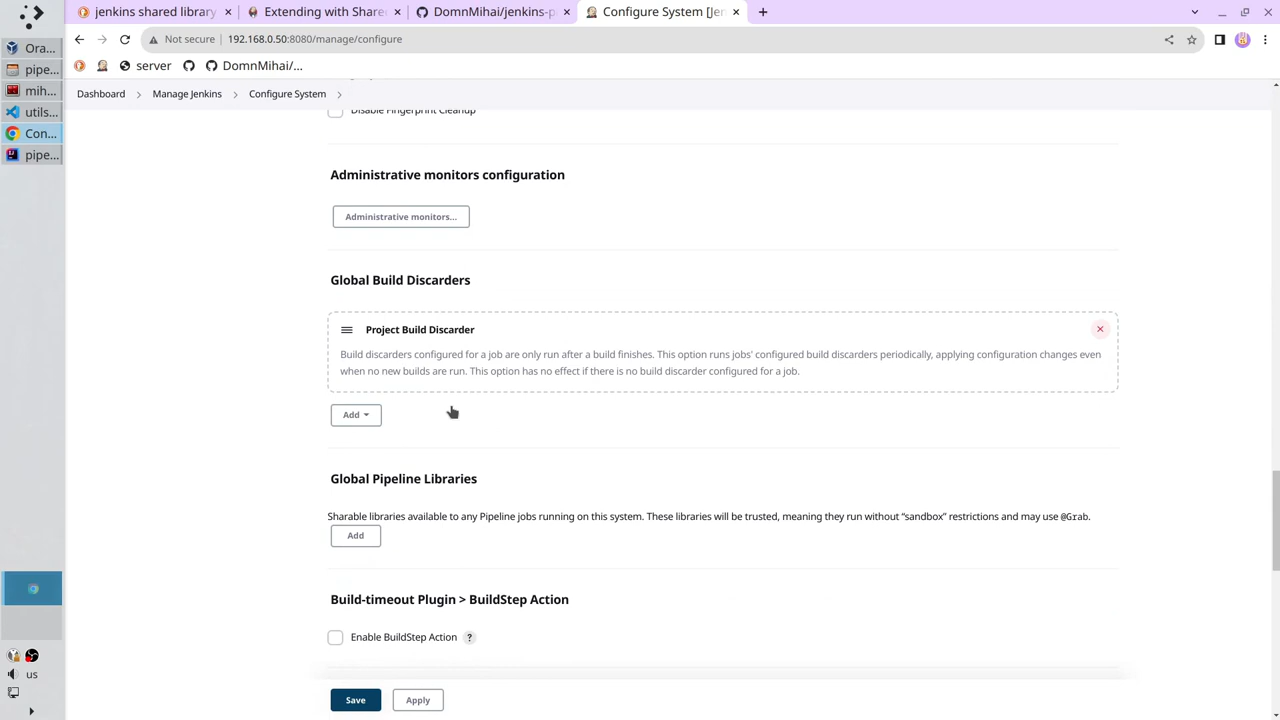 jenkins shared library
Extending with Share
DomnMihai/jenkins-p
Configure System [Jen
Not secure
192.168.0.50:8080/manage/configure
server
DomnMihai/...
Ora...
pipe...
mih...
utils...
Con...
pipe...
us
Dashboard
Manage Jenkins
Configure System
Disable Fingerprint Cleanup
Administrative monitors configuration
Administrative monitors...
Global Build Discarders
Project Build Discarder
Build discarders configured for a job are only run after a build finishes. This option runs jobs' configured build discarders periodically, applying configuration changes even
when no new builds are run. This option has no effect if there is no build discarder configured for a job.
Add
Global Pipeline Libraries
Sharable libraries available to any Pipeline jobs running on this system. These libraries will be trusted, meaning they run without “sandbox” restrictions and may use @Grab.
Add
Build-timeout Plugin > BuildStep Action
Enable BuildStep Action ?
Save
Apply